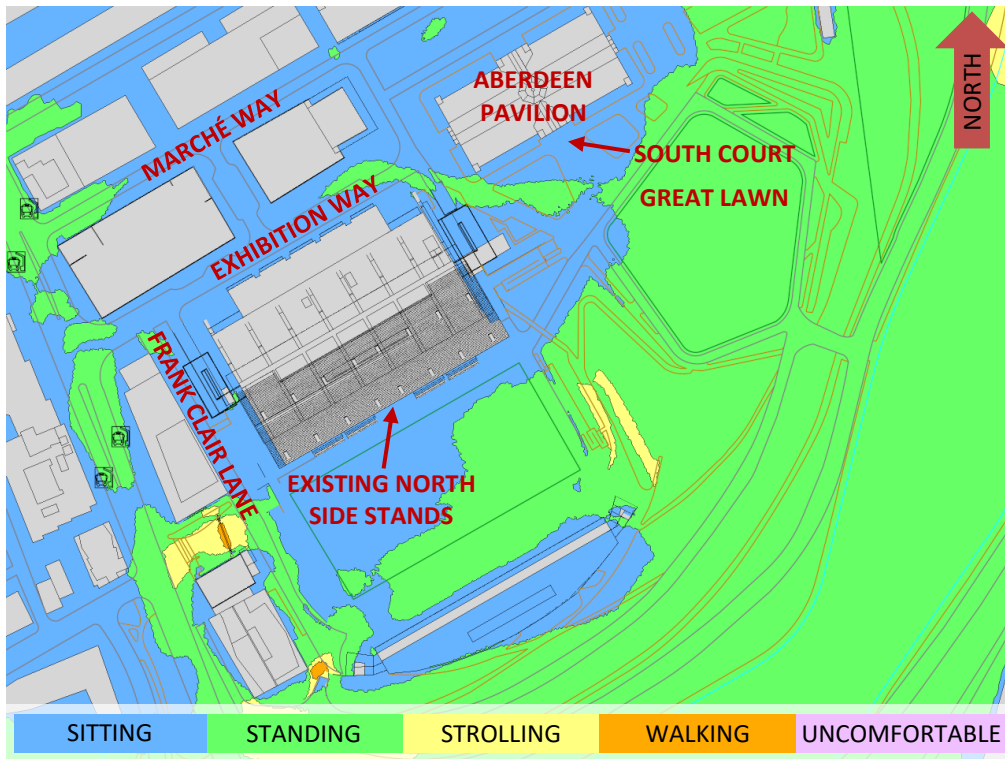 NORTH
ABERDEEN
PAVILION
MARCHÉ WAY
SOUTH COURT
GREAT LAWN
EXHIBITION WAY
FRANK CLAIR LANE
EXISTING NORTH
SIDE STANDS
SITTING
STANDING
STROLLING
WALKING
UNCOMFORTABLE